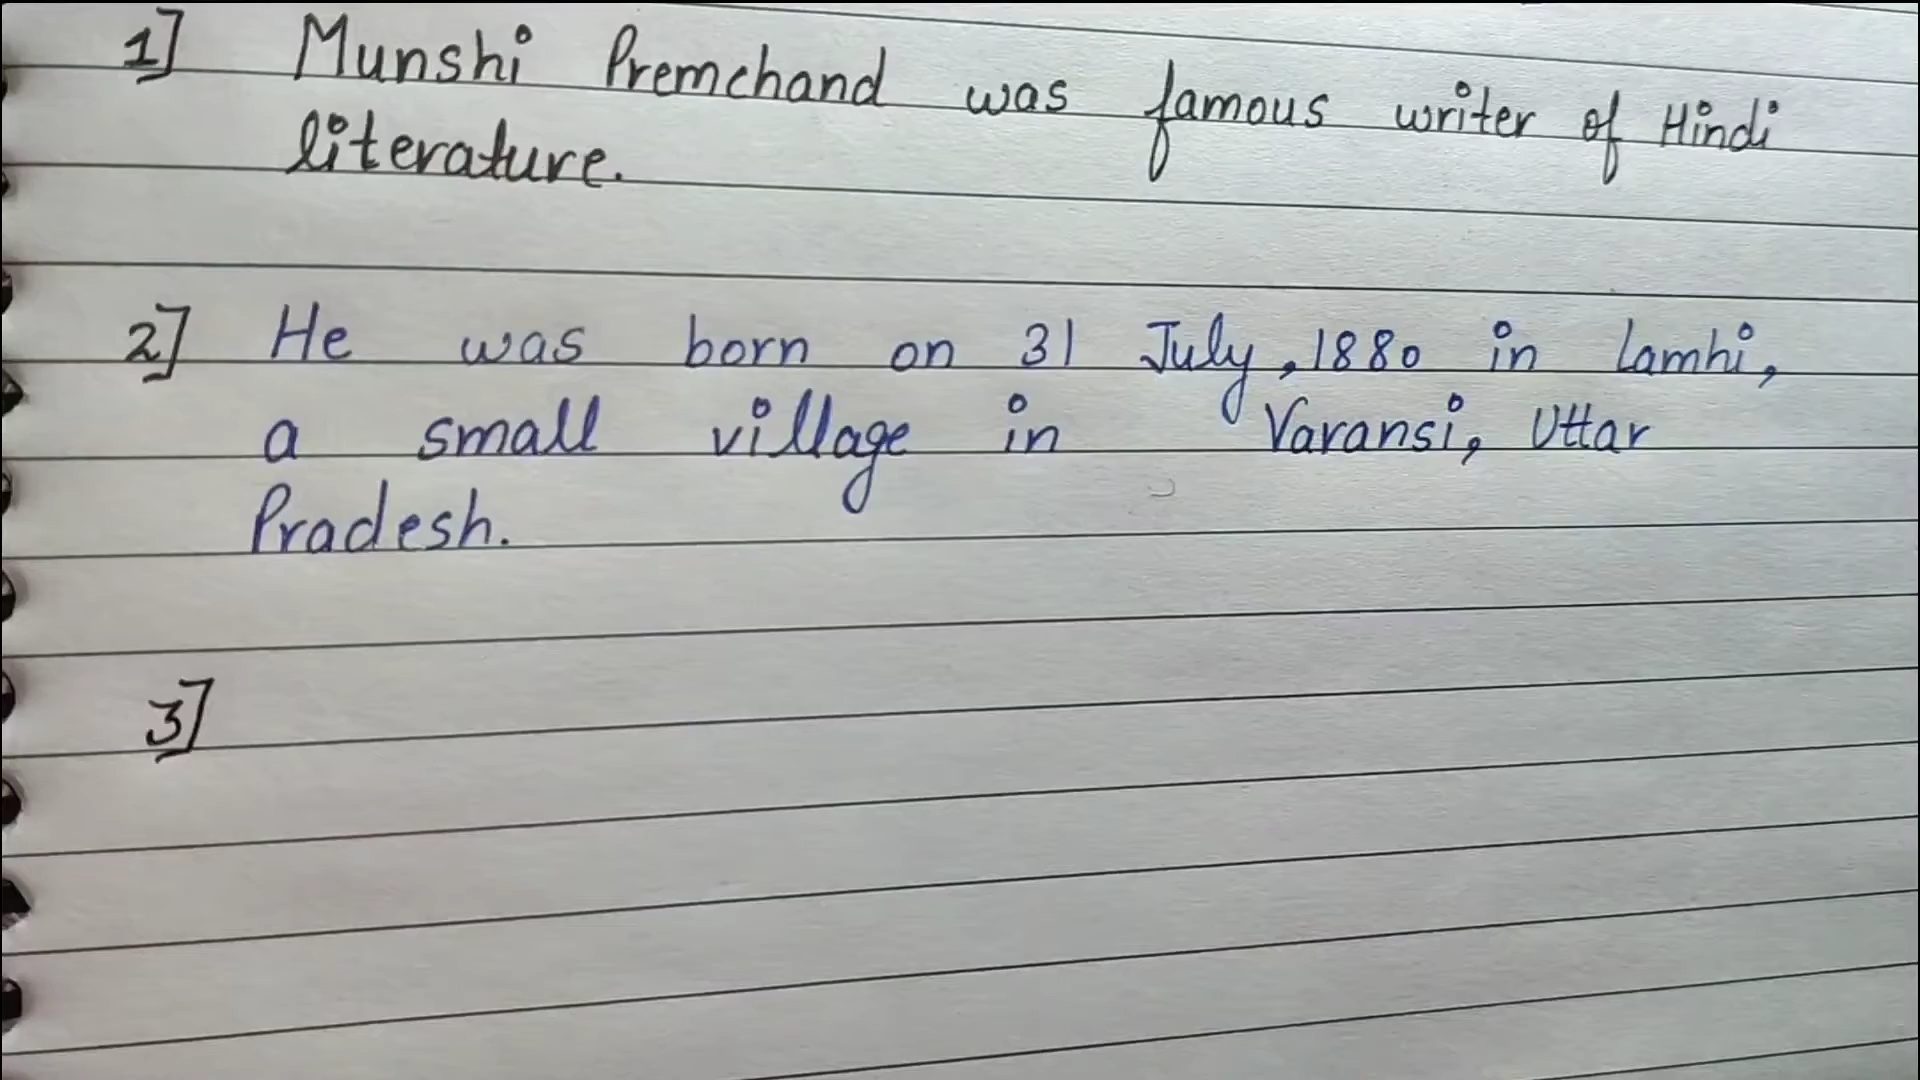 1] Munshi Premchand was famous writer of Hindi
literature.
2] He was born on 31 July, 1880 in Lamhi,
a small village in Varansi, Uttar
Pradesh.
3]